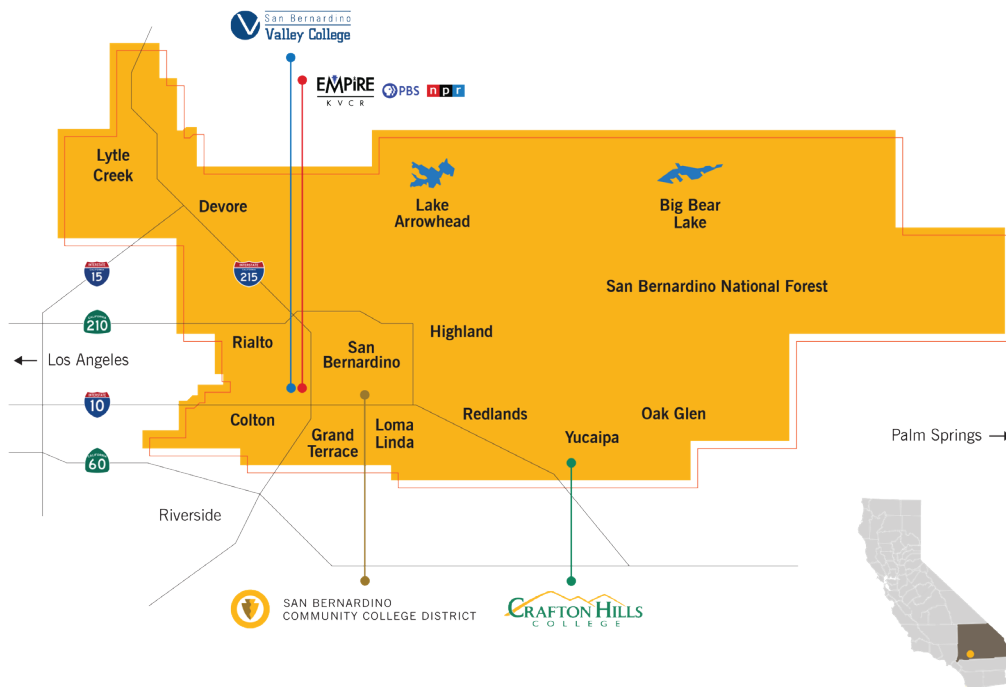 San Bernardino
Valley College
EMPIRE
KVCR
PBS
npr
Lytle
Creek
Devore
Lake
Arrowhead
Big Bear
Lake
15
215
San Bernardino National Forest
CALIFORNIA
210
Rialto
San
Bernardino
Highland
Los Angeles
10
Colton
Grand
Terrace
Loma
Linda
Redlands
Yucaipa
Oak Glen
Palm Springs
60
Riverside
SAN BERNARDINO
COMMUNITY COLLEGE DISTRICT
CRAFTON HILLS
COLLEGE